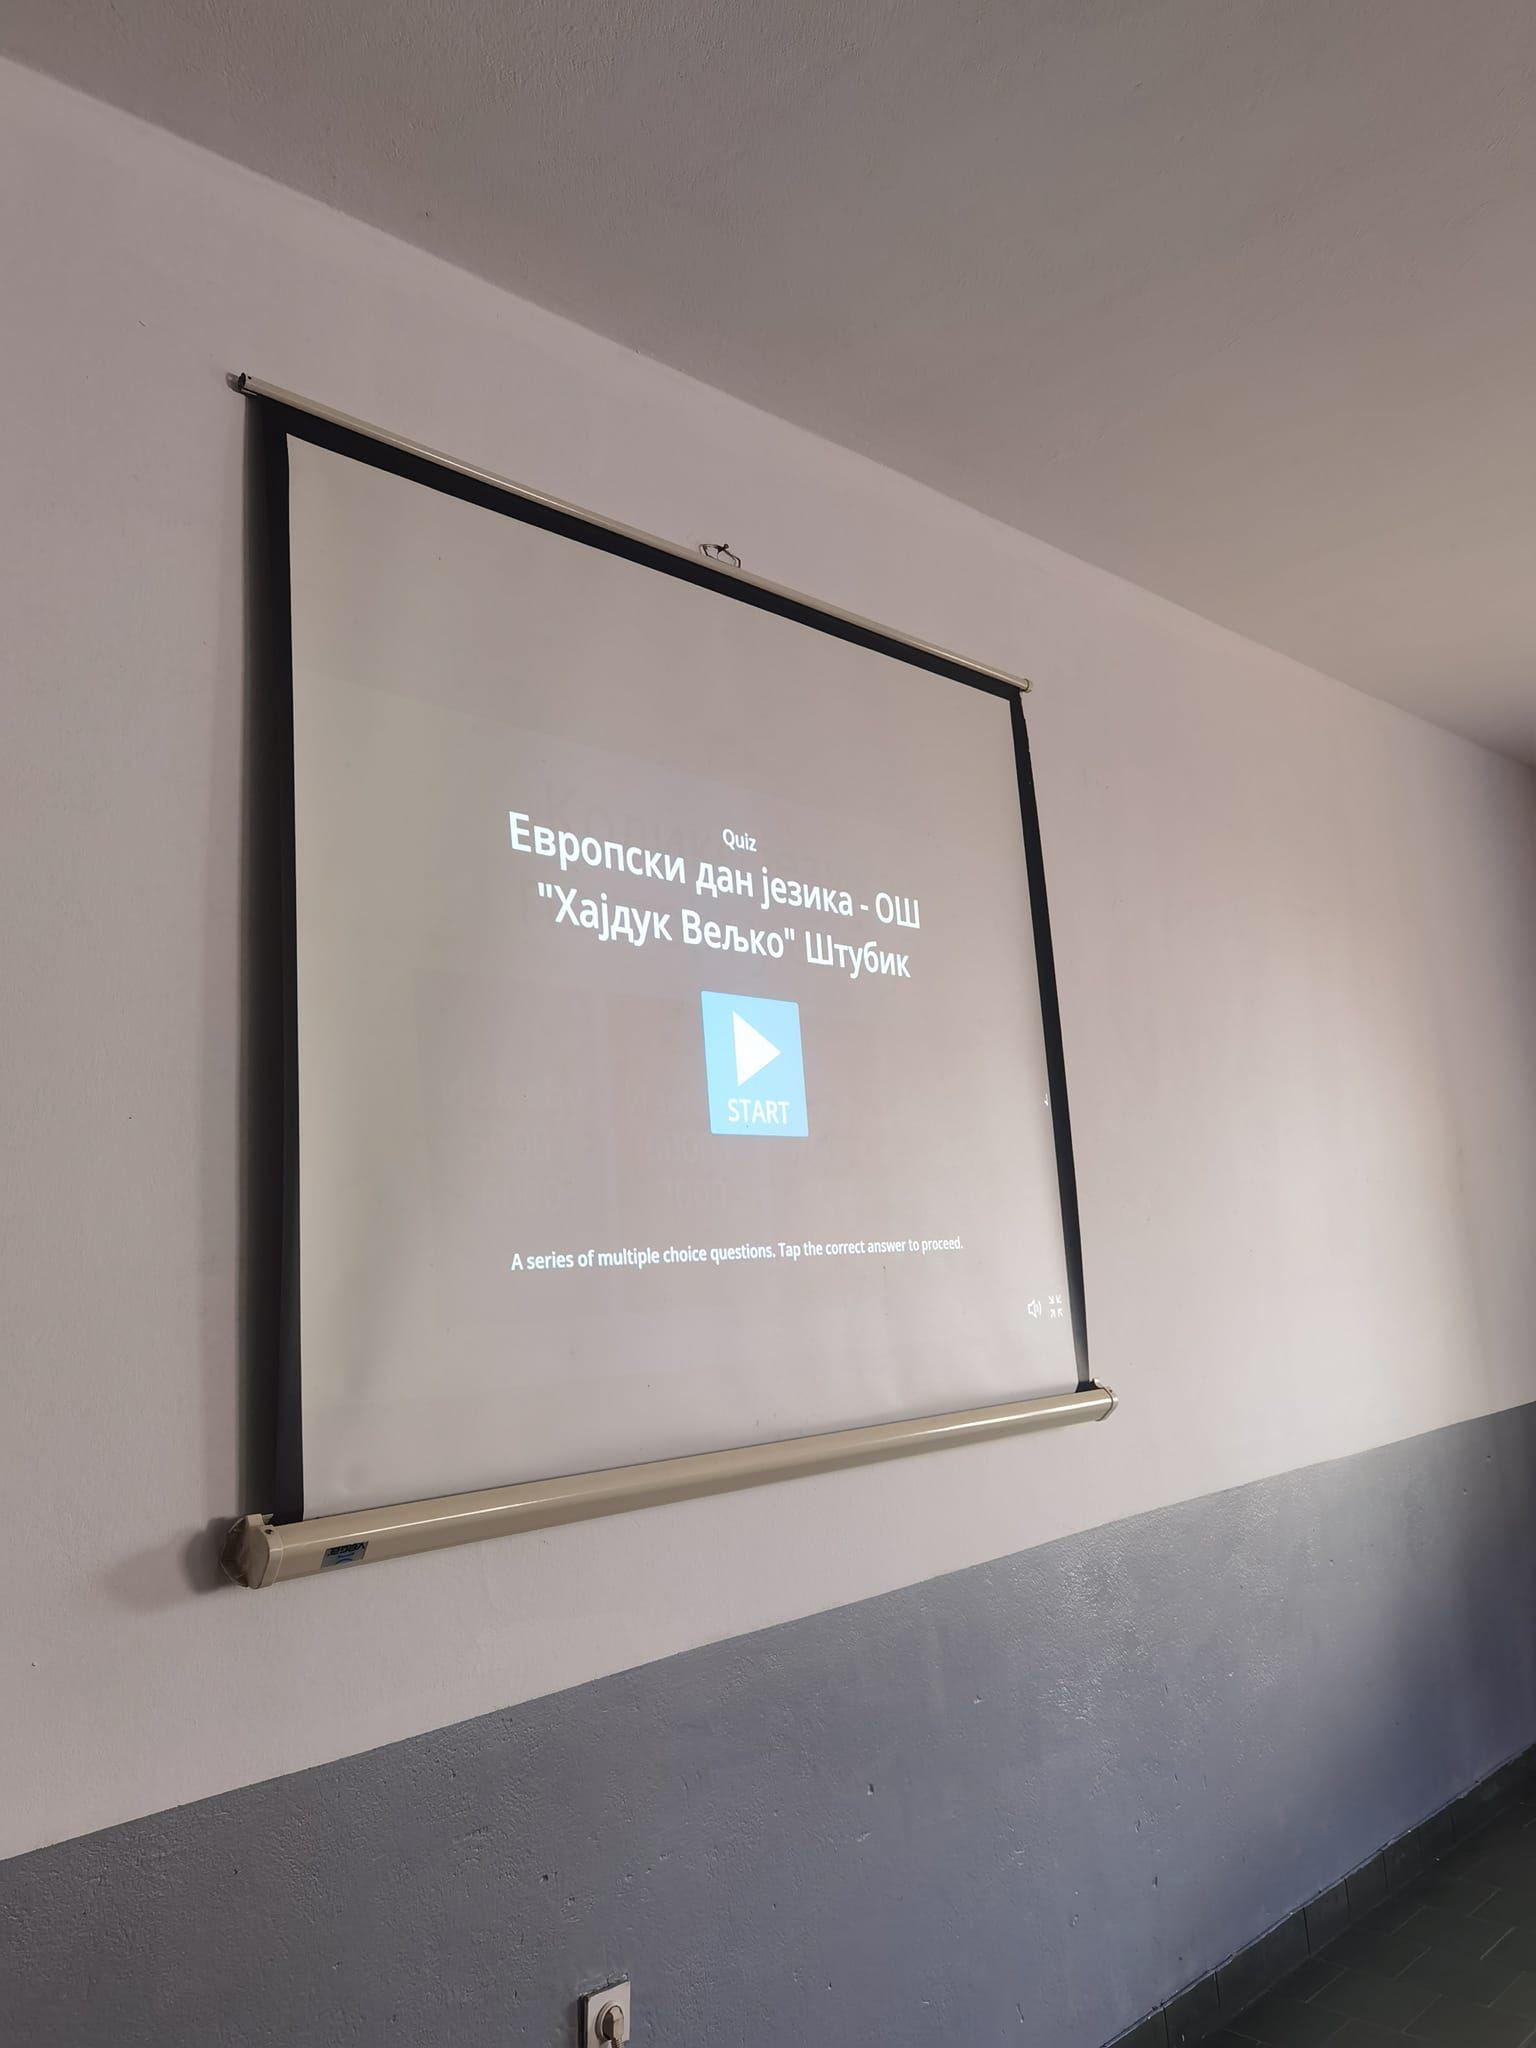 Quiz
Европски дан језика - ОШ
"Хајдук Вељко" Штубик
START
A series of multiple choice questions. Tap the correct answer to proceed.